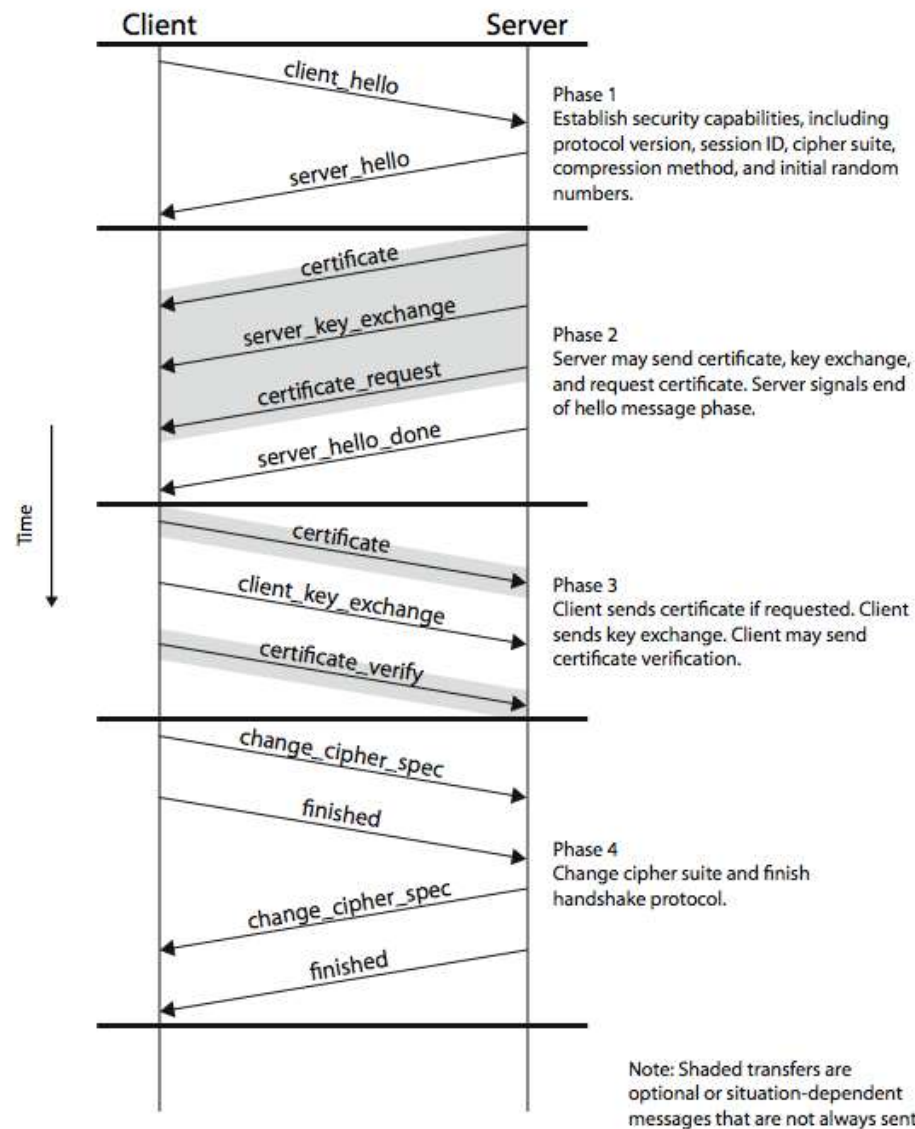 Client
Server
client_hello
Phase 1
Establish security capabilities, including
protocol version, session ID, cipher suite,
compression method, and initial random
numbers.
server_hello
certificate
server_key_exchange
Phase 2
Server may send certificate, key exchange,
and request certificate. Server signals end
of hello message phase.
certificate_request
server_hello_done
Time
certificate
Phase 3
Client sends certificate if requested. Client
sends key exchange. Client may send
certificate verification.
client_key_exchange
certificate_verify
change_cipher_spec
finished
Phase 4
Change cipher suite and finish
handshake protocol.
change_cipher_spec
finished
Note: Shaded transfers are
optional or situation-dependent
messages that are not always sent